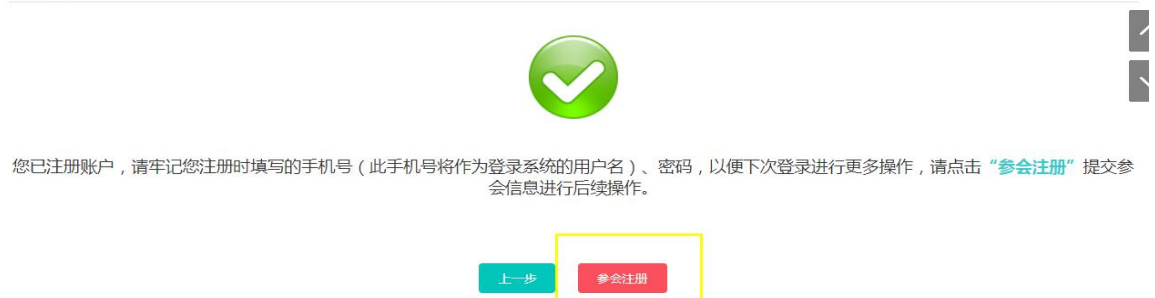 您已注册账户，请牢记您注册时填写的手机号（此手机号将作为登录系统的用户名）、密码，以便下次登录进行更多操作，请点击“参会注册”提交参
会信息进行后续操作。
上一步
参会注册